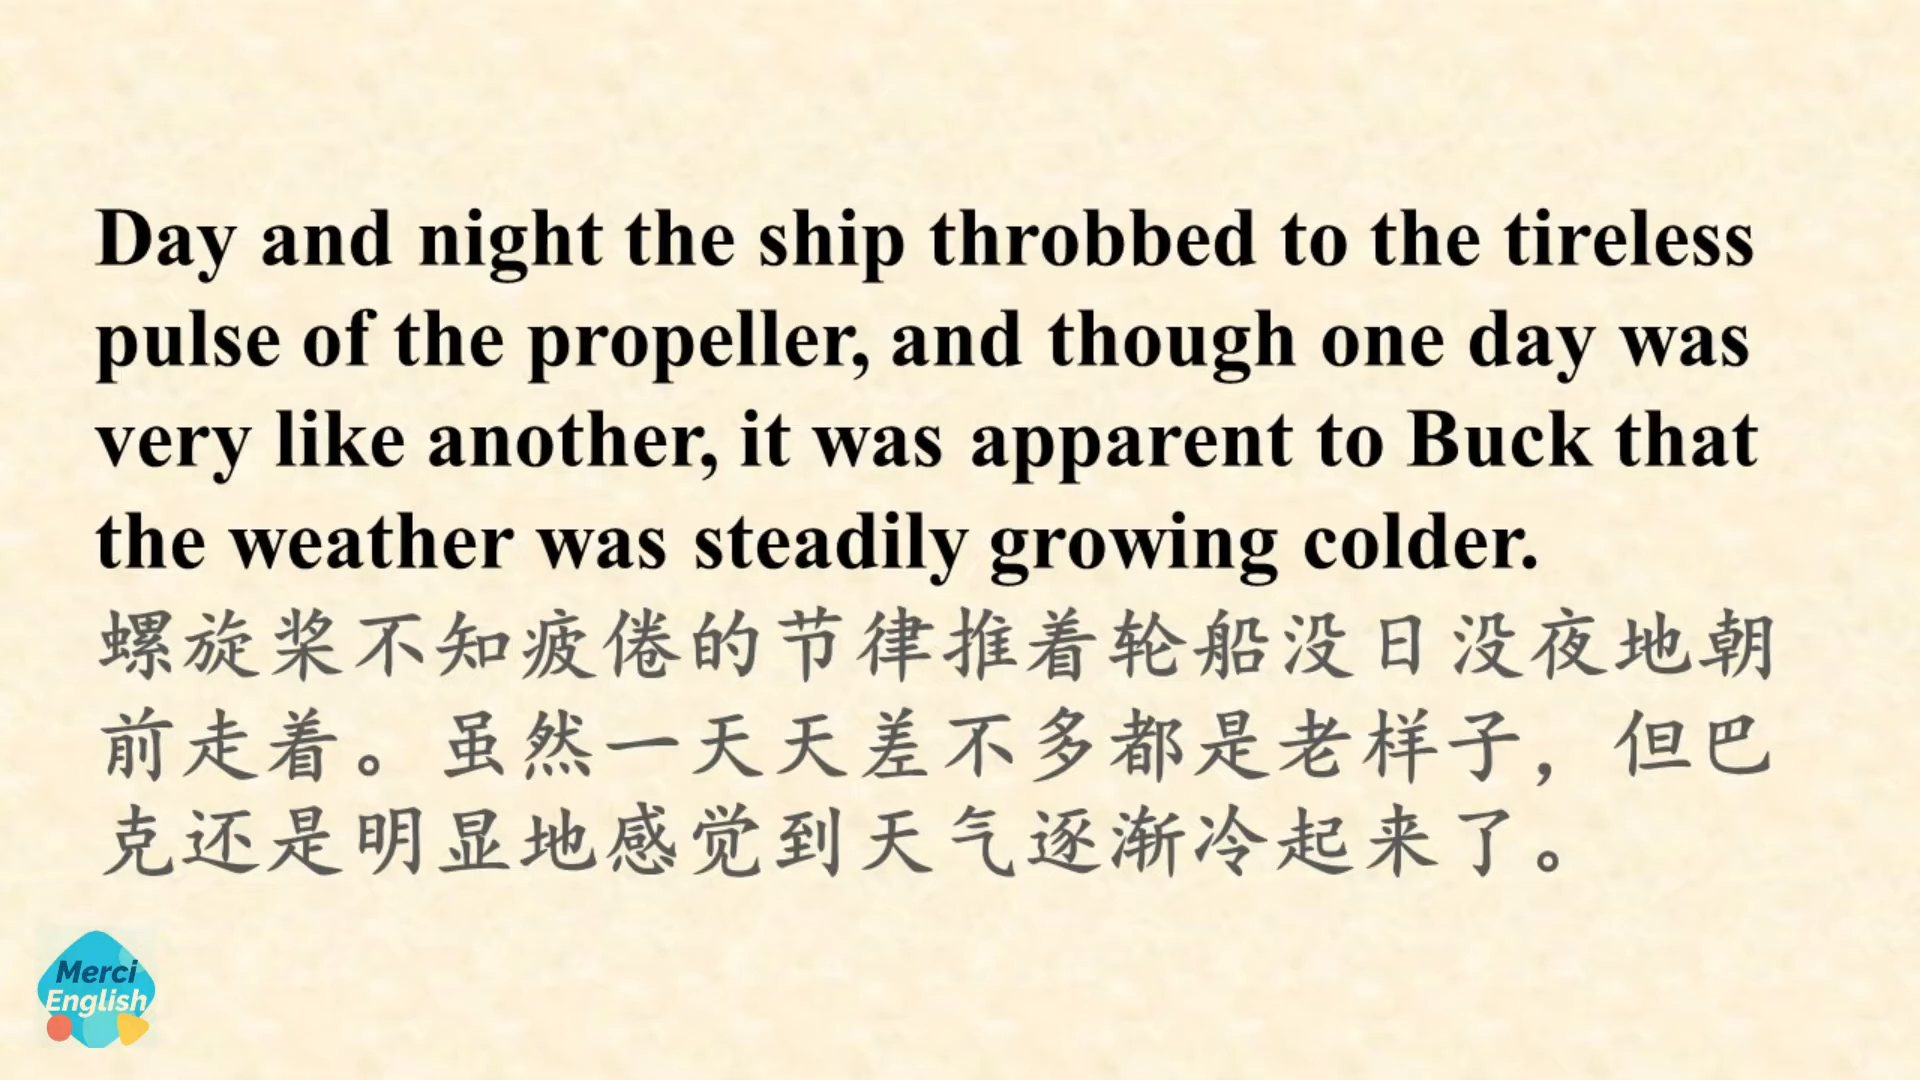 Day and night the ship throbbed to the tireless
pulse of the propeller, and though one day was
very like another, it was apparent to Buck that
the weather was steadily growing colder.
螺旋桨不知疲倦的节律推着轮船没日没夜地朝
前走着。虽然一天天差不多都是老样子，但巴
克还是明显地感觉到天气逐渐冷起来了。
Merci
English